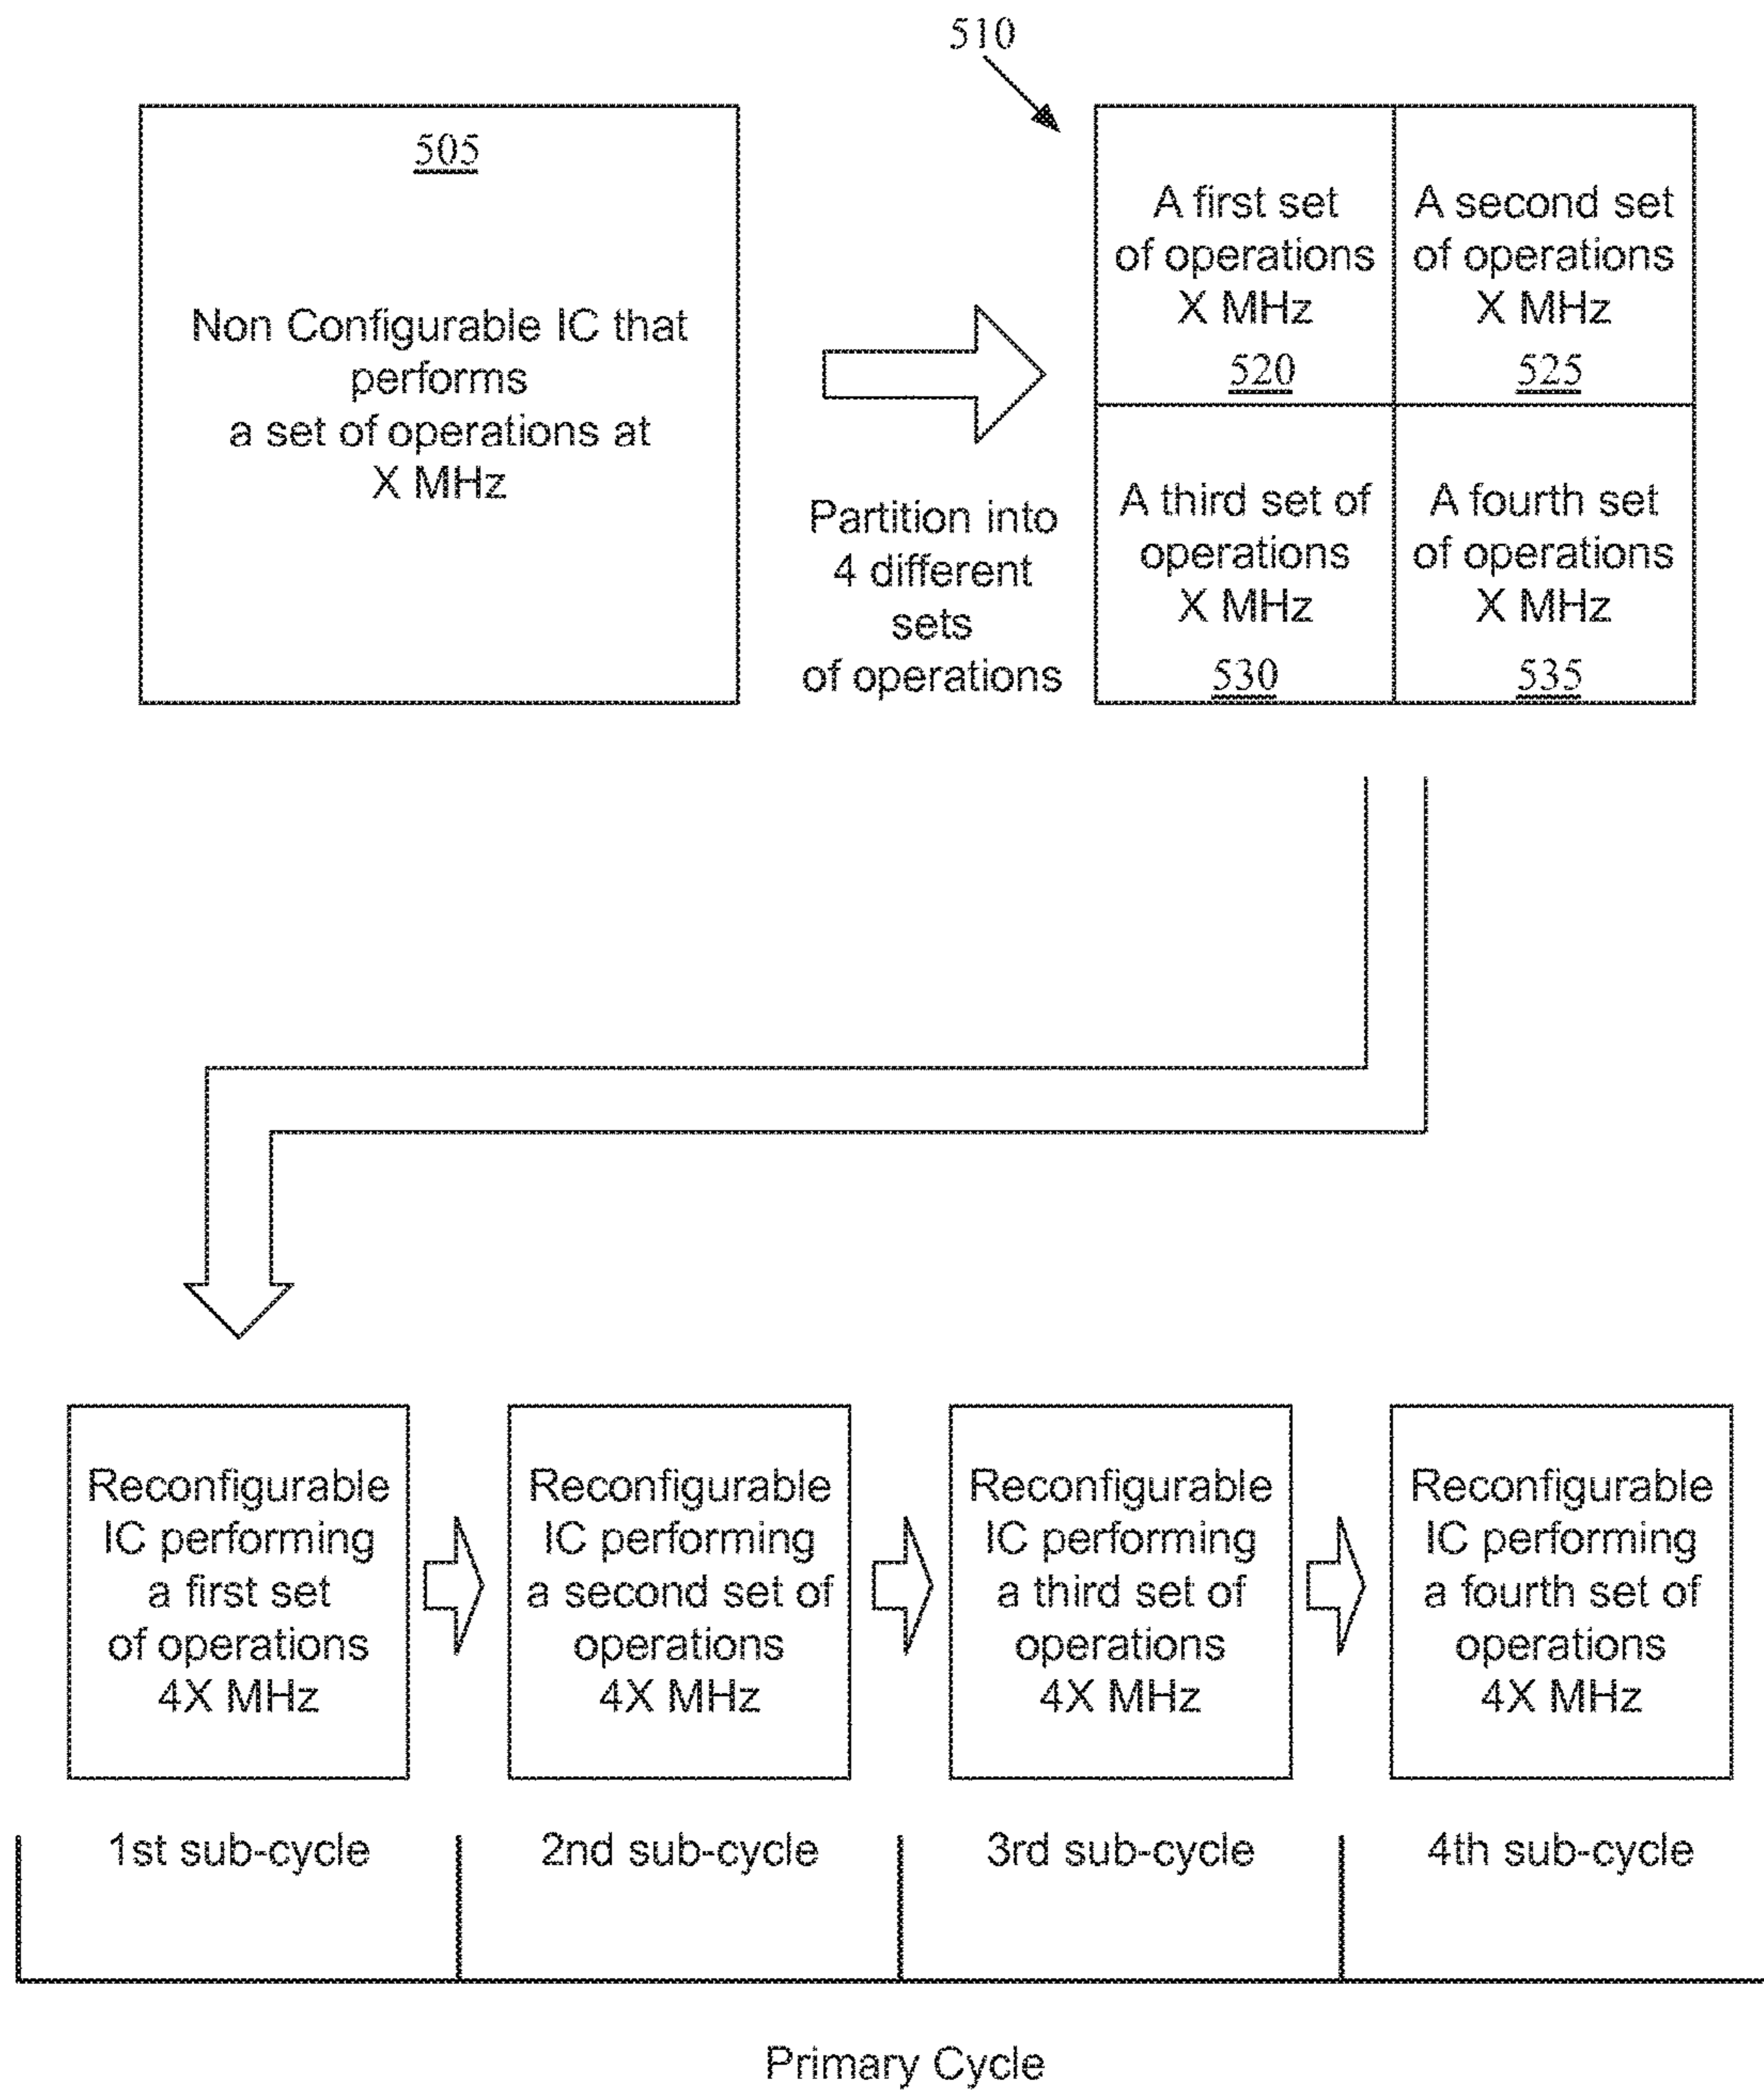 510
505
Non Configurable IC that
performs
a set of operations at
X MHz
Partition into
4 different
sets
of operations
A first set
of operations
X MHz
520
A second set
of operations
X MHz
525
A third set of
operations
X MHz
530
A fourth set
of operations
X MHz
535
Reconfigurable
IC performing
a first set
of operations
4X MHz
Reconfigurable
IC performing
a second set of
operations
4X MHz
Reconfigurable
IC performing
a third set of
operations
4X MHz
Reconfigurable
IC performing
a fourth set of
operations
4X MHz
1st sub-cycle
2nd sub-cycle
3rd sub-cycle
4th sub-cycle
Primary Cycle